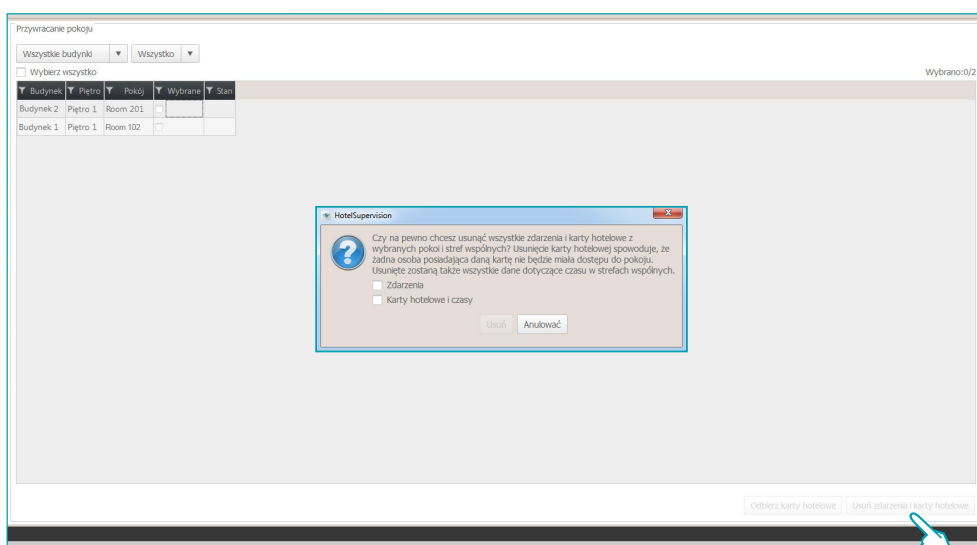 Przywracanie pokoju
Wszystkie budynki Wszystko
Wybierz wszystko Wybrano:0/2
Budynek Piętro Pokój Wybrane Stan
Budynek 2 Piętro 1 Room 201
Budynek 1 Piętro 1 Room 102
HotelSupervision
Czy na pewno chcesz usunąć wszystkie zdarzenia i karty hotelowe z
wybranych pokoi i stref wspólnych? Usunięcie karty hotelowej spowoduje, że
żadna osoba posiadająca daną kartę nie będzie miała dostępu do pokoju.
Usunięte zostaną także wszystkie dane dotyczące czasu w strefach wspólnych.
Zdarzenia
Karty hotelowe i czasy
Usuń Anulować
Odbierz karty hotelowe Usuń zdarzenia i karty hotelowe